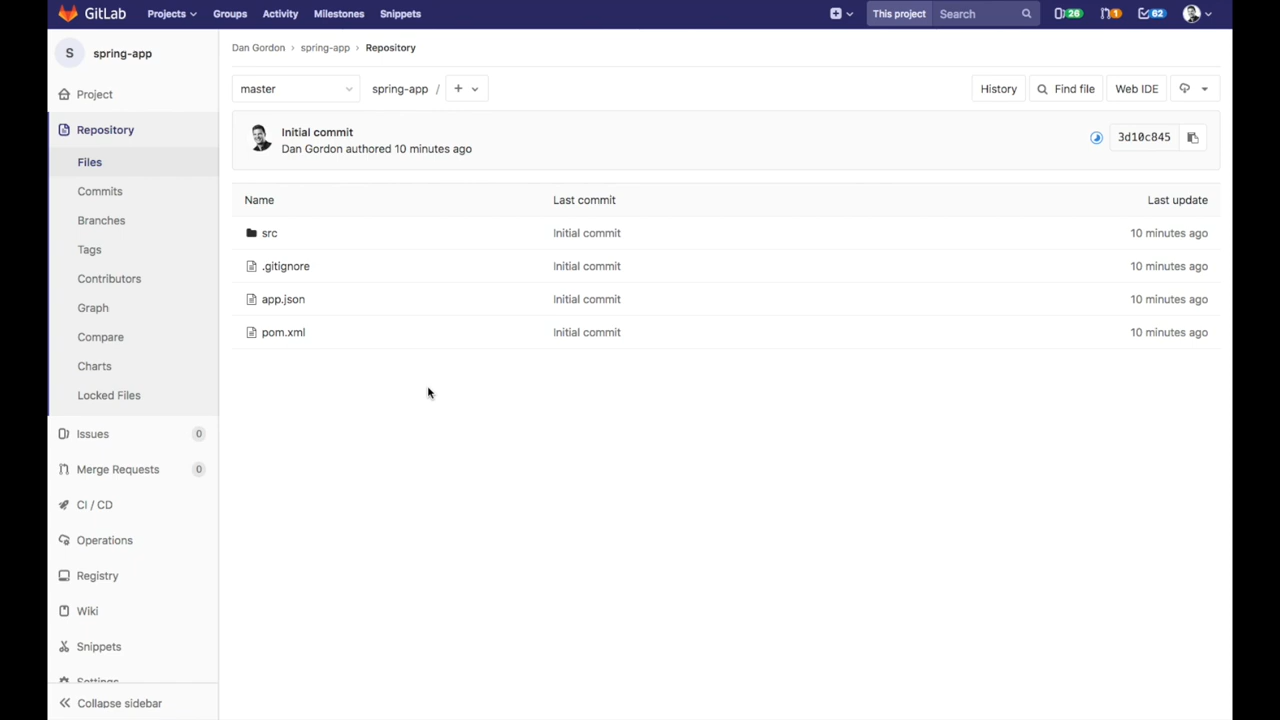 GitLab Projects Groups Activity Milestones Snippets This project Search 26 1 62
S spring-app
Project
Repository
Files
Commits
Branches
Tags
Contributors
Graph
Compare
Charts
Locked Files
Issues 0
Merge Requests 0
CI / CD
Operations
Registry
Wiki
Snippets
Settings
Collapse sidebar
Dan Gordon › spring-app › Repository
master spring-app / + History Find file Web IDE
Initial commit
Dan Gordon authored 10 minutes ago 3d10c845
Name Last commit Last update
src Initial commit 10 minutes ago
.gitignore Initial commit 10 minutes ago
app.json Initial commit 10 minutes ago
pom.xml Initial commit 10 minutes ago